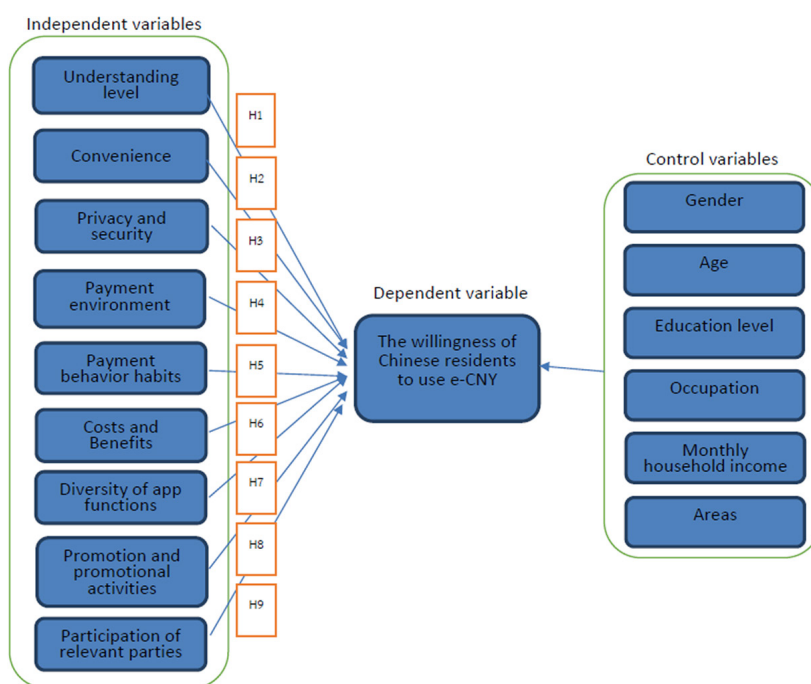 Independent variables
Understanding
level
Convenience
Privacy and
security
Payment
environment
Payment
behavior habits
Costs and
Benefits
Diversity of app
functions
Promotion and
promotional
activities
Participation of
relevant parties
H1
H2
H3
H4
H5
H6
H7
H8
H9
Dependent variable
The willingness of
Chinese residents
to use e-CNY
Control variables
Gender
Age
Education level
Occupation
Monthly
household income
Areas